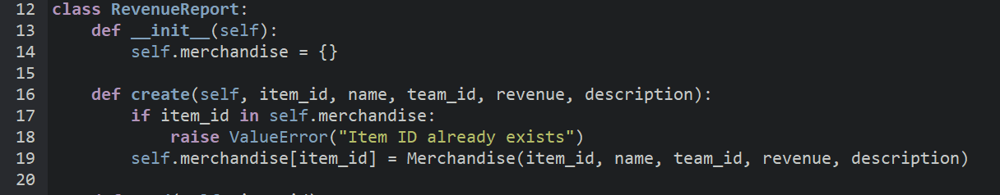 12 class RevenueReport:
13     def __init__(self):
14         self.merchandise = {}
15
16     def create(self, item_id, name, team_id, revenue, description):
17         if item_id in self.merchandise:
18             raise ValueError("Item ID already exists")
19         self.merchandise[item_id] = Merchandise(item_id, name, team_id, revenue, description)
20